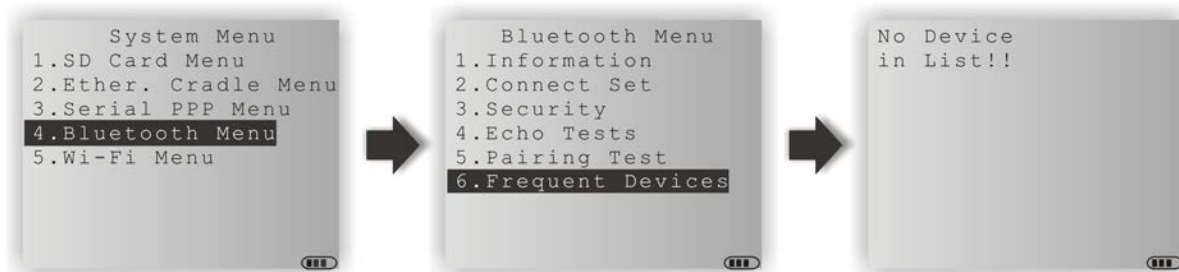 System Menu
1.SD Card Menu
2.Ether. Cradle Menu
3.Serial PPP Menu
4.Bluetooth Menu
5.Wi-Fi Menu
Bluetooth Menu
1.Information
2.Connect Set
3.Security
4.Echo Tests
5.Pairing Test
6.Frequent Devices
No Device
in List!!